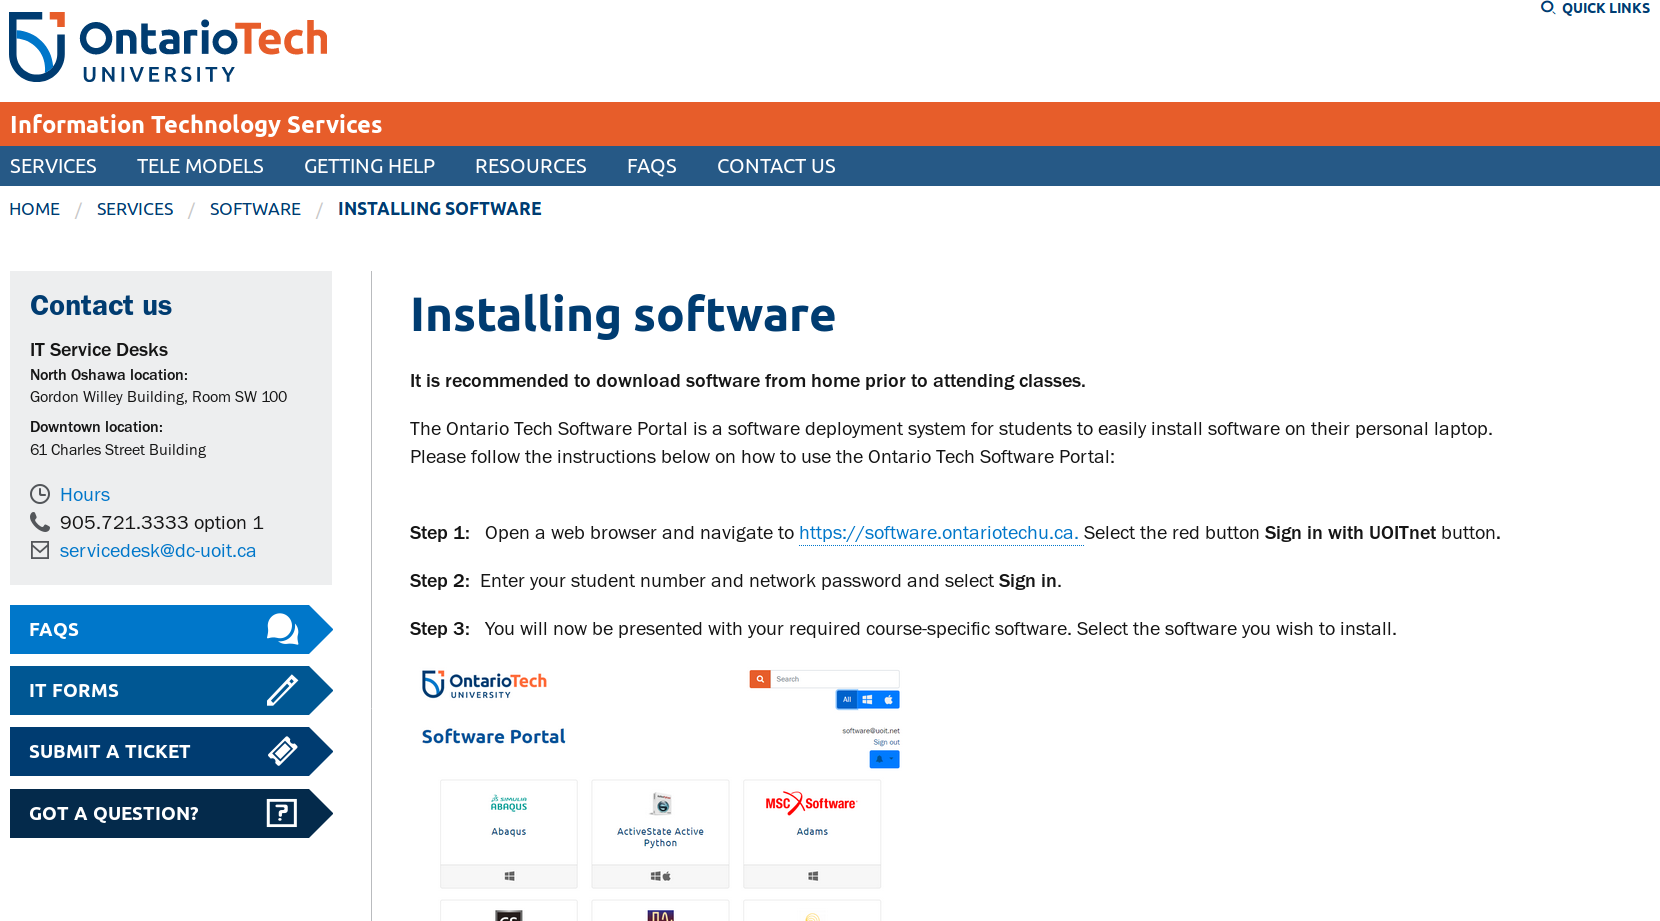 OntarioTech
UNIVERSITY
QUICK LINKS
Information Technology Services
SERVICES TELE MODELS GETTING HELP RESOURCES FAQS CONTACT US
HOME / SERVICES / SOFTWARE / INSTALLING SOFTWARE
Contact us
IT Service Desks
North Oshawa location:
Gordon Willey Building, Room SW 100
Downtown location:
61 Charles Street Building
Hours
905.721.3333 option 1
servicedesk@dc-uoit.ca
FAQS
IT FORMS
SUBMIT A TICKET
GOT A QUESTION?
Installing software
It is recommended to download software from home prior to attending classes.
The Ontario Tech Software Portal is a software deployment system for students to easily install software on their personal laptop.
Please follow the instructions below on how to use the Ontario Tech Software Portal:
Step 1: Open a web browser and navigate to https://software.ontariotechu.ca. Select the red button Sign in with UOITnet button.
Step 2: Enter your student number and network password and select Sign in.
Step 3: You will now be presented with your required course-specific software. Select the software you wish to install.
OntarioTech
UNIVERSITY
Search
All
Software Portal
software@uoit.net
Sign out
SIMULIA
ABAQUS
MSC Software
Abaqus
ActiveState Active
Python
Adams